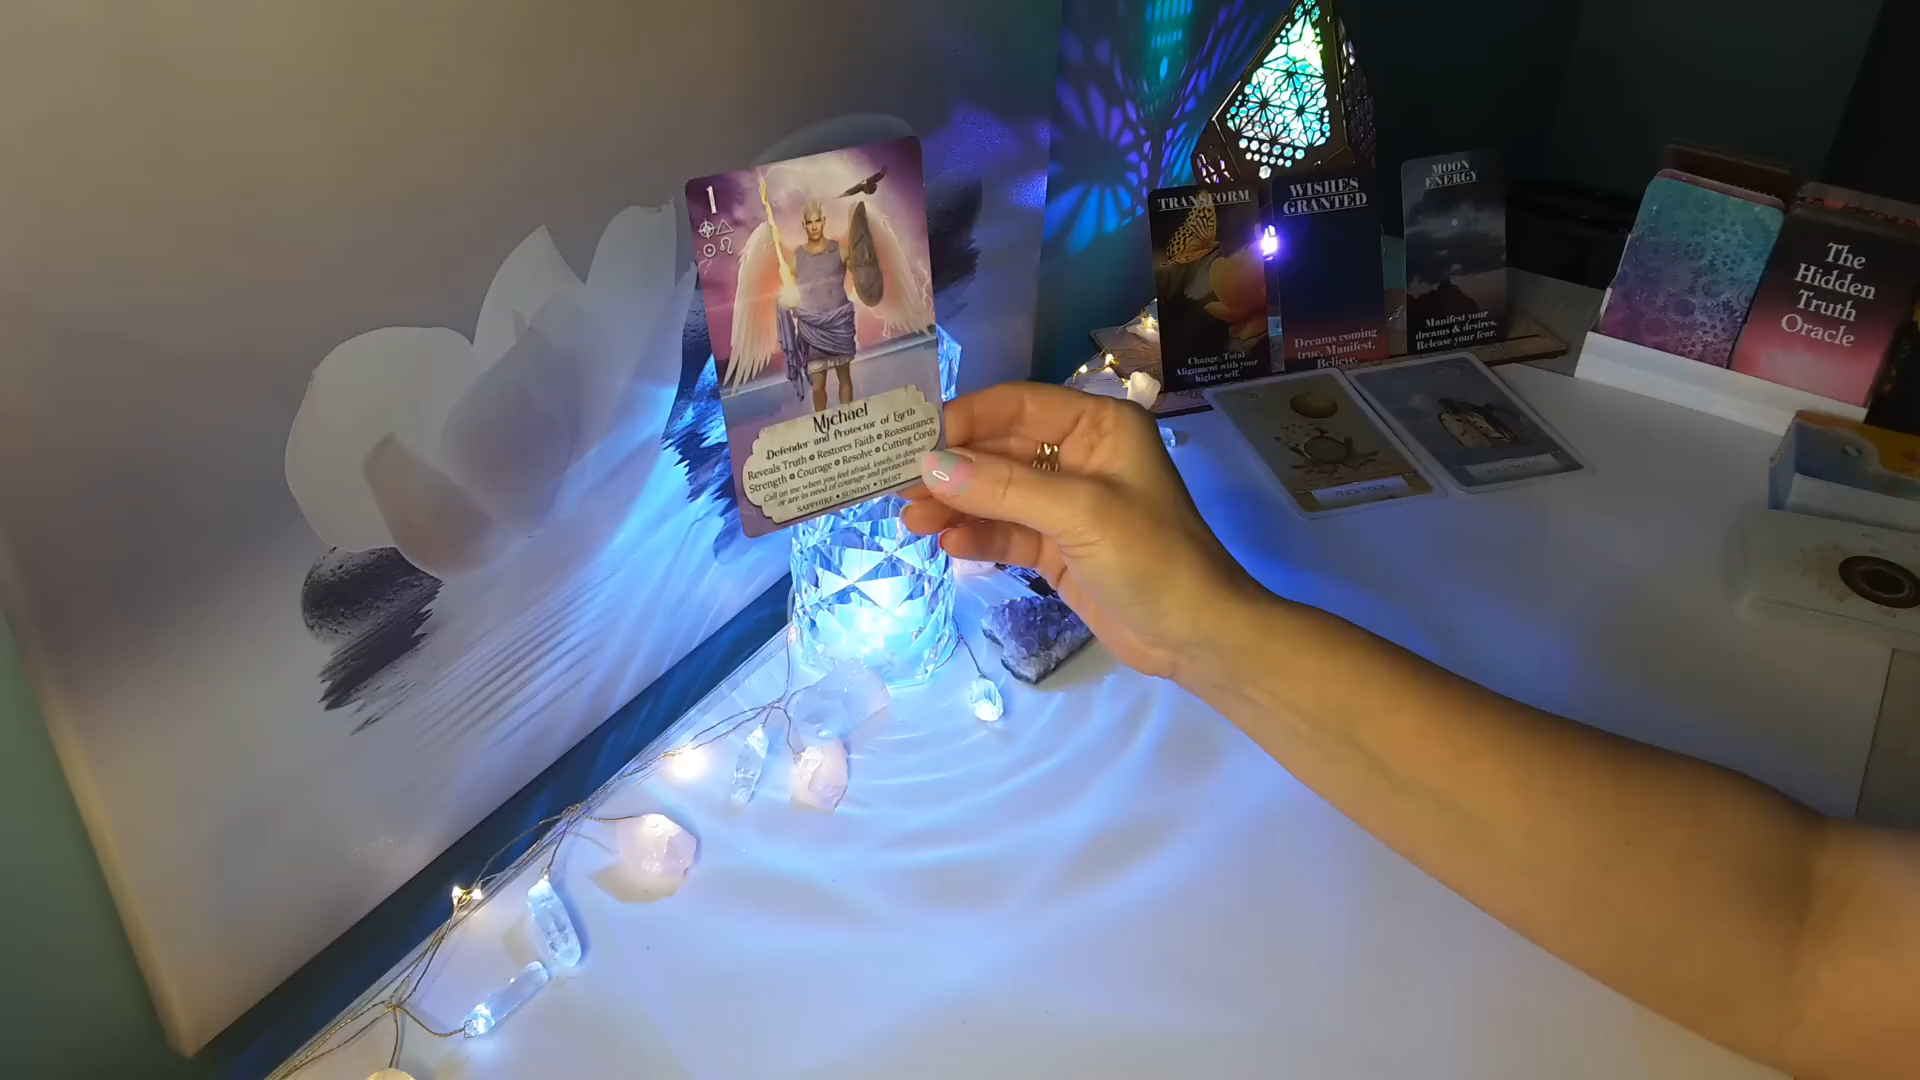 1
Michael
Defender and Protector of Earth
Reveals Truth • Restores Faith • Reassurance
Strength • Courage • Resolve • Cutting Cords
Call on me when you feel afraid, lonely, in despair,
or are in need of courage and protection.
SAPPHIRE • SUNDAY • TRUST
TRANSFORM
Change, Total
Alignment with your
higher self.
WISHES
GRANTED
Dreams coming
true, Manifest.
Believe.
MOON
ENERGY
Manifest your
dreams & desires.
Release your fear.
The
Hidden
Truth
Oracle